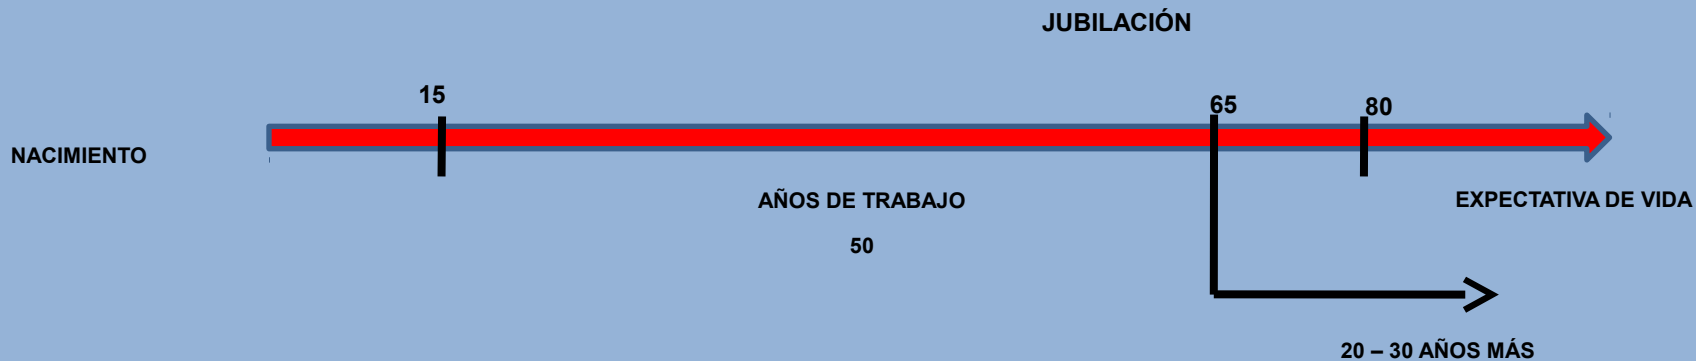 JUBILACIÓN
15
65
80
NACIMIENTO
AÑOS DE TRABAJO
EXPECTATIVA DE VIDA
50
20 – 30 AÑOS MÁS